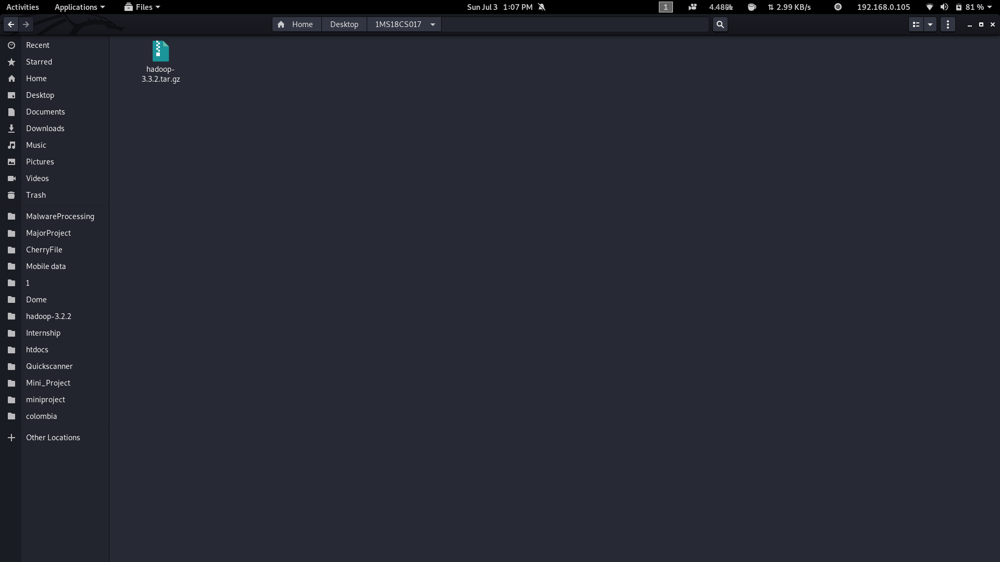 Activities Applications Files Sun Jul 3 1:07 PM 1 4.48GHz ⇅ 2.99 KB/s 192.168.0.105 81 %
Home Desktop 1MS18CS017
Recent
Starred
Home
Desktop
Documents
Downloads
Music
Pictures
Videos
Trash
MalwareProcessing
MajorProject
CherryFile
Mobile data
1
Dome
hadoop-3.2.2
Internship
htdocs
Quickscanner
Mini_Project
miniproject
colombia
Other Locations
hadoop-
3.3.2.tar.gz